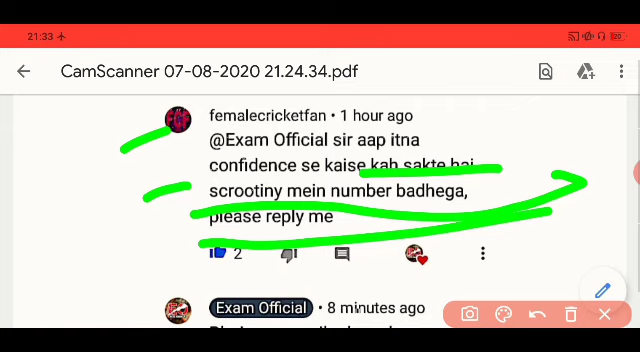 21:33
CamScanner 07-08-2020 21.24.34.pdf
femalecricketfan • 1 hour ago
@Exam Official sir aap itna
confidence se kaise kah sakte hai
scrootiny mein number badhega,
please reply me
2
Exam Official • 8 minutes ago